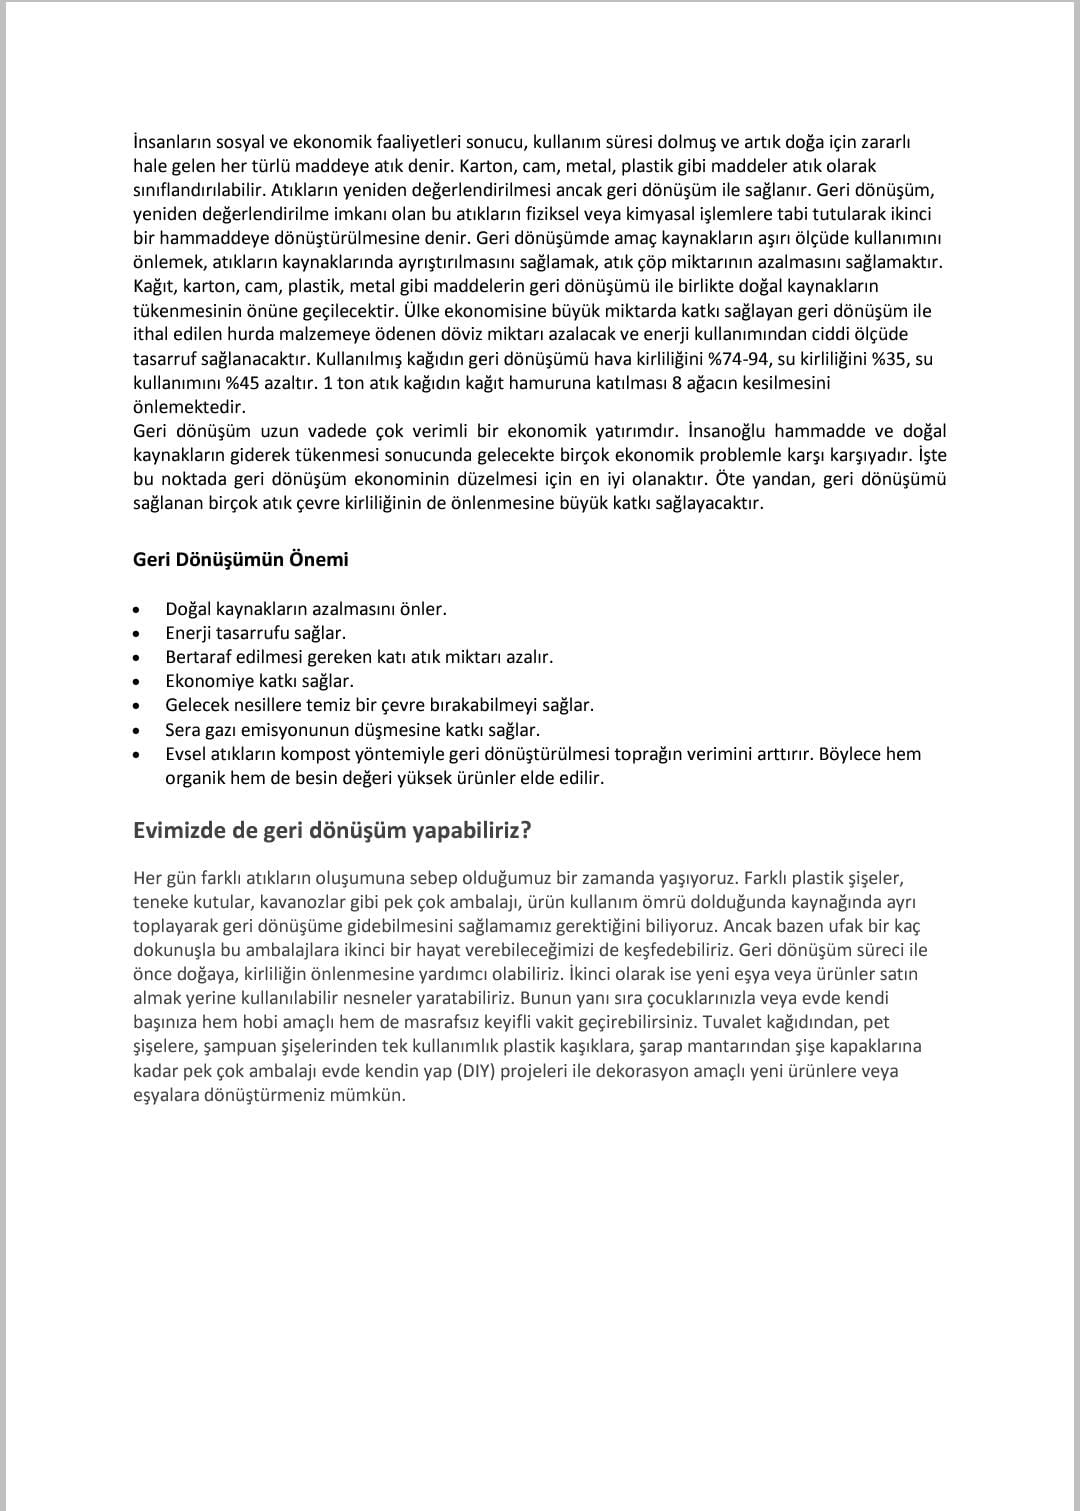 İnsanların sosyal ve ekonomik faaliyetleri sonucu, kullanım süresi dolmuş ve artık doğa için zararlı
hale gelen her türlü maddeye atık denir. Karton, cam, metal, plastik gibi maddeler atık olarak
sınıflandırılabilir. Atıkların yeniden değerlendirilmesi ancak geri dönüşüm ile sağlanır. Geri dönüşüm,
yeniden değerlendirilme imkanı olan bu atıkların fiziksel veya kimyasal işlemlere tabi tutularak ikinci
bir hammaddeye dönüştürülmesine denir. Geri dönüşümde amaç kaynakların aşırı ölçüde kullanımını
önlemek, atıkların kaynaklarında ayrıştırılmasını sağlamak, atık çöp miktarının azalmasını sağlamaktır.
Kağıt, karton, cam, plastik, metal gibi maddelerin geri dönüşümü ile birlikte doğal kaynakların
tükenmesinin önüne geçilecektir. Ülke ekonomisine büyük miktarda katkı sağlayan geri dönüşüm ile
ithal edilen hurda malzemeye ödenen döviz miktarı azalacak ve enerji kullanımından ciddi ölçüde
tasarruf sağlanacaktır. Kullanılmış kağıdın geri dönüşümü hava kirliliğini %74-94, su kirliliğini %35, su
kullanımını %45 azaltır. 1 ton atık kağıdın kağıt hamuruna katılması 8 ağacın kesilmesini
önlemektedir.
Geri dönüşüm uzun vadede çok verimli bir ekonomik yatırımdır. İnsanoğlu hammadde ve doğal
kaynakların giderek tükenmesi sonucunda gelecekte birçok ekonomik problemle karşı karşıyadır. İşte
bu noktada geri dönüşüm ekonominin düzelmesi için en iyi olanaktır. Öte yandan, geri dönüşümü
sağlanan birçok atık çevre kirliliğinin de önlenmesine büyük katkı sağlayacaktır.
Geri Dönüşümün Önemi
• Doğal kaynakların azalmasını önler.
• Enerji tasarrufu sağlar.
• Bertaraf edilmesi gereken katı atık miktarı azalır.
• Ekonomiye katkı sağlar.
• Gelecek nesillere temiz bir çevre bırakabilmeyi sağlar.
• Sera gazı emisyonunun düşmesine katkı sağlar.
• Evsel atıkların kompost yöntemiyle geri dönüştürülmesi toprağın verimini arttırır. Böylece hem
organik hem de besin değeri yüksek ürünler elde edilir.
Evimizde de geri dönüşüm yapabiliriz?
Her gün farklı atıkların oluşumuna sebep olduğumuz bir zamanda yaşıyoruz. Farklı plastik şişeler,
teneke kutular, kavanozlar gibi pek çok ambalajı, ürün kullanım ömrü dolduğunda kaynağında ayrı
toplayarak geri dönüşüme gidebilmesini sağlamamız gerektiğini biliyoruz. Ancak bazen ufak bir kaç
dokunuşla bu ambalajlara ikinci bir hayat verebileceğimizi de keşfedebiliriz. Geri dönüşüm süreci ile
önce doğaya, kirliliğin önlenmesine yardımcı olabiliriz. İkinci olarak ise yeni eşya veya ürünler satın
almak yerine kullanılabilir nesneler yaratabiliriz. Bunun yanı sıra çocuklarınızla veya evde kendi
başınıza hem hobi amaçlı hem de masrafsız keyifli vakit geçirebilirsiniz. Tuvalet kağıdından, pet
şişelere, şampuan şişelerinden tek kullanımlık plastik kaşıklara, şarap mantarından şişe kapaklarına
kadar pek çok ambalajı evde kendin yap (DIY) projeleri ile dekorasyon amaçlı yeni ürünlere veya
eşyalara dönüştürmeniz mümkün.